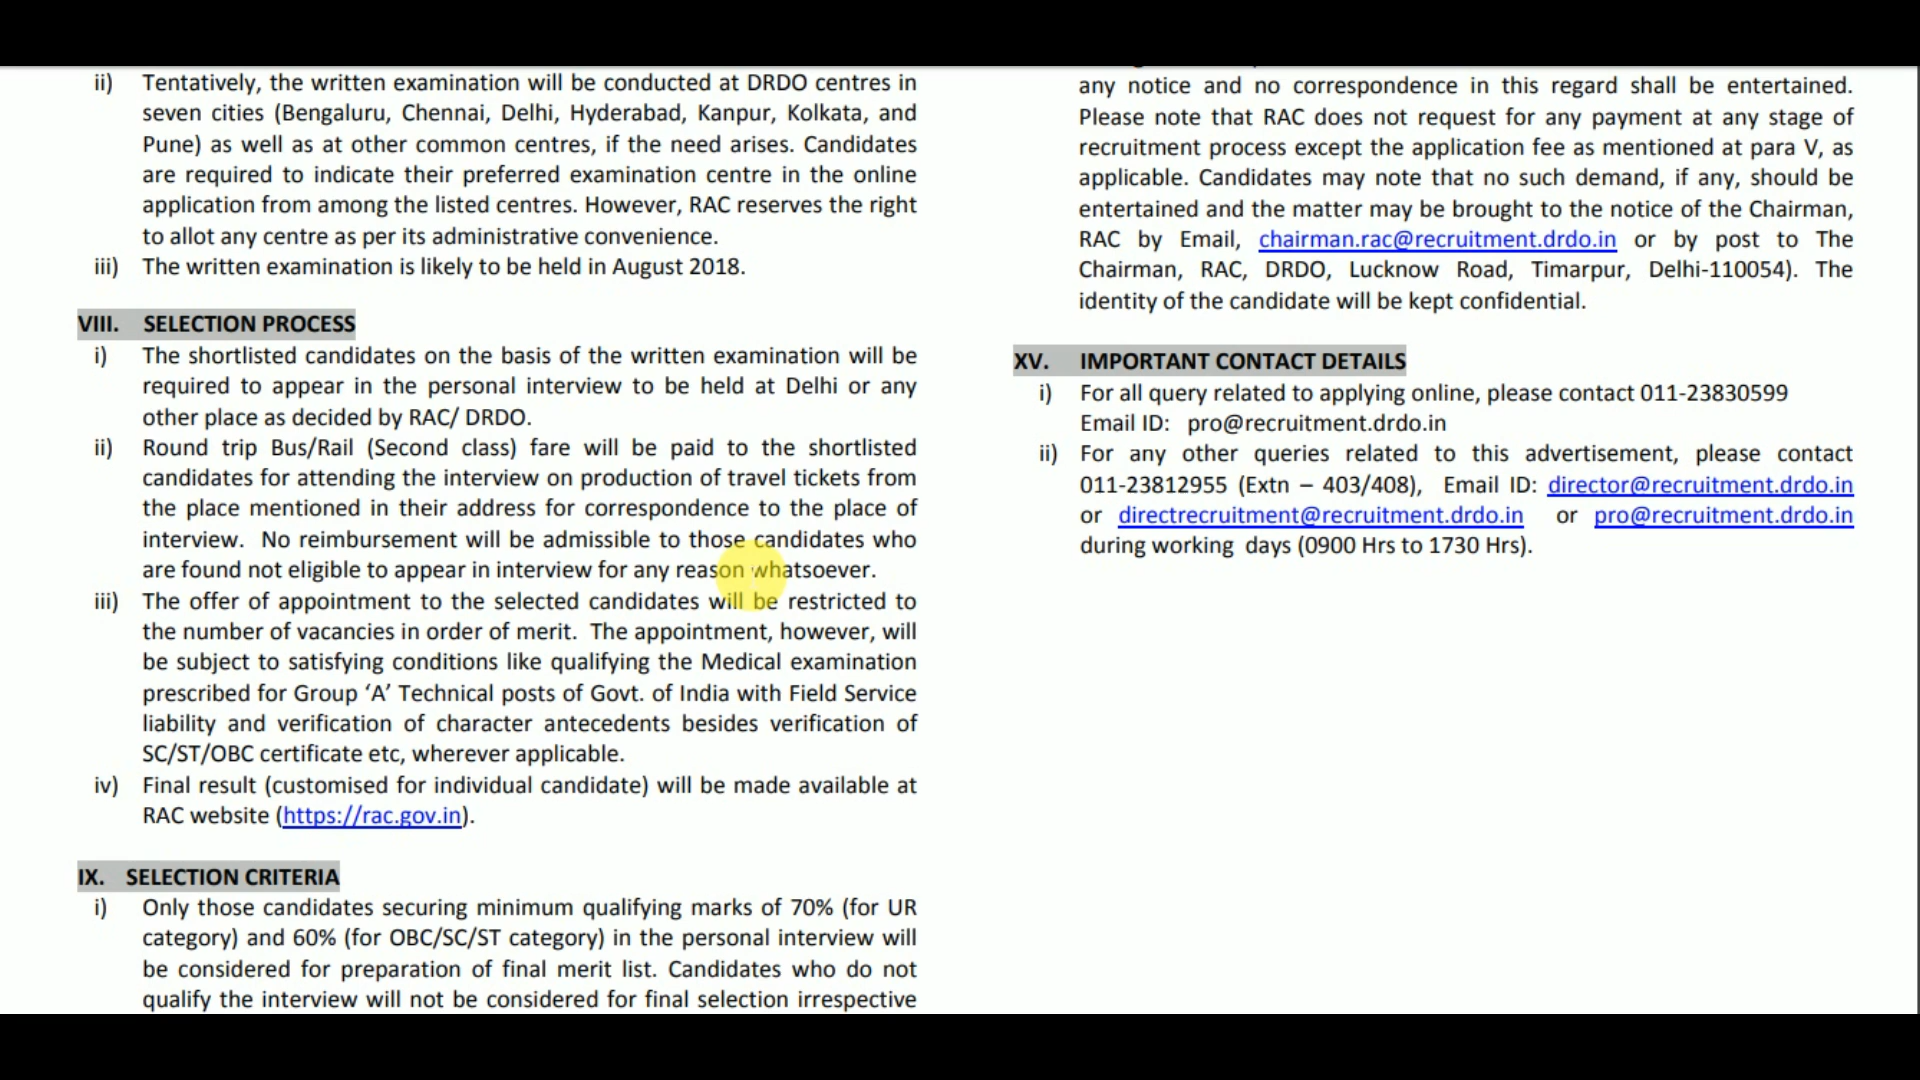 ii) Tentatively, the written examination will be conducted at DRDO centres in
seven cities (Bengaluru, Chennai, Delhi, Hyderabad, Kanpur, Kolkata, and
Pune) as well as at other common centres, if the need arises. Candidates
are required to indicate their preferred examination centre in the online
application from among the listed centres. However, RAC reserves the right
to allot any centre as per its administrative convenience.
iii) The written examination is likely to be held in August 2018.
VIII. SELECTION PROCESS
i) The shortlisted candidates on the basis of the written examination will be
required to appear in the personal interview to be held at Delhi or any
other place as decided by RAC/ DRDO.
ii) Round trip Bus/Rail (Second class) fare will be paid to the shortlisted
candidates for attending the interview on production of travel tickets from
the place mentioned in their address for correspondence to the place of
interview. No reimbursement will be admissible to those candidates who
are found not eligible to appear in interview for any reason whatsoever.
iii) The offer of appointment to the selected candidates will be restricted to
the number of vacancies in order of merit. The appointment, however, will
be subject to satisfying conditions like qualifying the Medical examination
prescribed for Group ‘A’ Technical posts of Govt. of India with Field Service
liability and verification of character antecedents besides verification of
SC/ST/OBC certificate etc, wherever applicable.
iv) Final result (customised for individual candidate) will be made available at
RAC website (https://rac.gov.in).
IX. SELECTION CRITERIA
i) Only those candidates securing minimum qualifying marks of 70% (for UR
category) and 60% (for OBC/SC/ST category) in the personal interview will
be considered for preparation of final merit list. Candidates who do not
qualify the interview will not be considered for final selection irrespective
any notice and no correspondence in this regard shall be entertained.
Please note that RAC does not request for any payment at any stage of
recruitment process except the application fee as mentioned at para V, as
applicable. Candidates may note that no such demand, if any, should be
entertained and the matter may be brought to the notice of the Chairman,
RAC by Email, chairman.rac@recruitment.drdo.in or by post to The
Chairman, RAC, DRDO, Lucknow Road, Timarpur, Delhi-110054). The
identity of the candidate will be kept confidential.
XV. IMPORTANT CONTACT DETAILS
i) For all query related to applying online, please contact 011-23830599
Email ID: pro@recruitment.drdo.in
ii) For any other queries related to this advertisement, please contact
011-23812955 (Extn – 403/408), Email ID: director@recruitment.drdo.in
or directrecruitment@recruitment.drdo.in or pro@recruitment.drdo.in
during working days (0900 Hrs to 1730 Hrs).